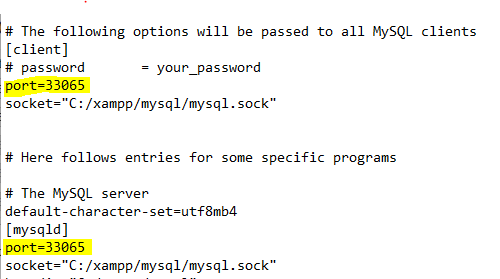 # The following options will be passed to all MySQL clients
[client]
# password       = your_password
port=33065
socket="C:/xampp/mysql/mysql.sock"
# Here follows entries for some specific programs
# The MySQL server
default-character-set=utf8mb4
[mysqld]
port=33065
socket="C:/xampp/mysql/mysql.sock"